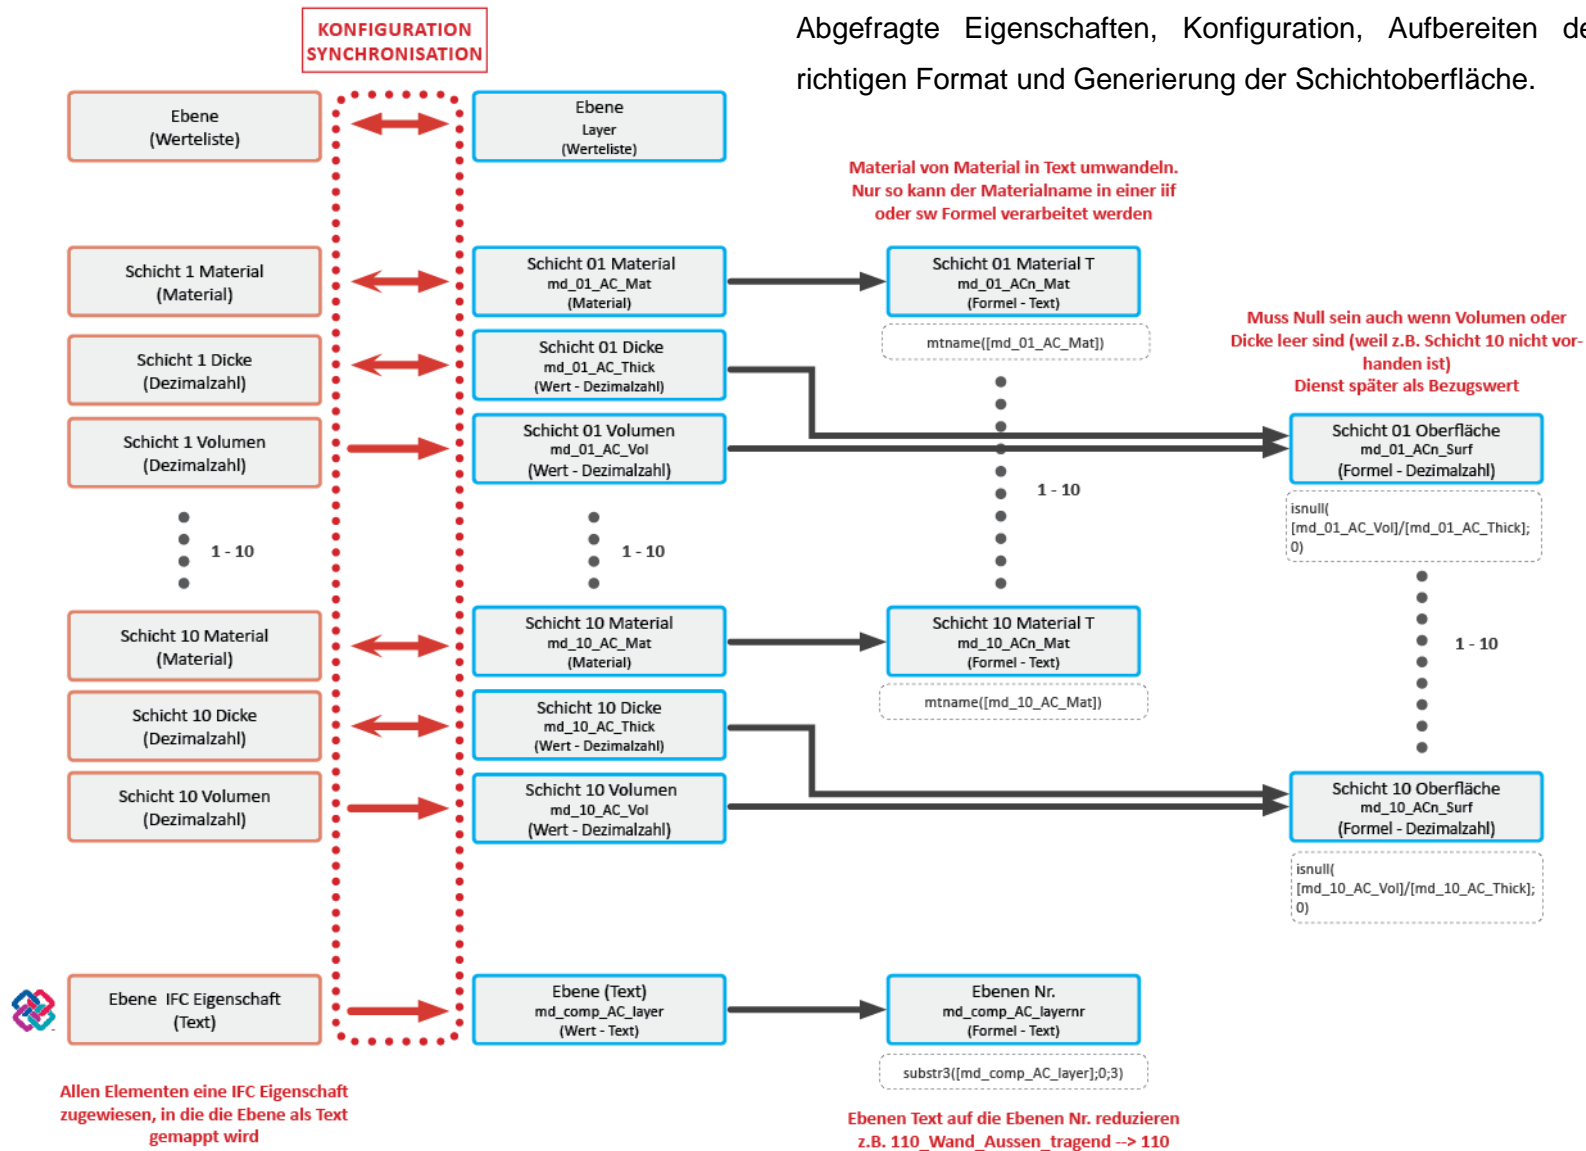 KONFIGURATION
SYNCHRONISATION
Abgefragte Eigenschaften, Konfiguration, Aufbereiten de
richtigen Format und Generierung der Schichtoberfläche.
Ebene
(Werteliste)
Ebene
Layer
(Werteliste)
Material von Material in Text umwandeln.
Nur so kann der Materialname in einer iif
oder sw Formel verarbeitet werden
Schicht 1 Material
(Material)
Schicht 01 Material
md_01_AC_Mat
(Material)
Schicht 01 Material T
md_01_ACn_Mat
(Formel - Text)
mtname([md_01_AC_Mat])
Muss Null sein auch wenn Volumen oder
Dicke leer sind (weil z.B. Schicht 10 nicht vor-
handen ist)
Dienst später als Bezugswert
Schicht 1 Dicke
(Dezimalzahl)
Schicht 01 Dicke
md_01_AC_Thick
(Wert - Dezimalzahl)
Schicht 1 Volumen
(Dezimalzahl)
Schicht 01 Volumen
md_01_AC_Vol
(Wert - Dezimalzahl)
Schicht 01 Oberfläche
md_01_ACn_Surf
(Formel - Dezimalzahl)
isnull(
[md_01_AC_Vol]/[md_01_AC_Thick];
0)
1 - 10
1 - 10
1 - 10
1 - 10
Schicht 10 Material
(Material)
Schicht 10 Material
md_10_AC_Mat
(Material)
Schicht 10 Material T
md_10_ACn_Mat
(Formel - Text)
mtname([md_10_AC_Mat])
Schicht 10 Dicke
(Dezimalzahl)
Schicht 10 Dicke
md_10_AC_Thick
(Wert - Dezimalzahl)
Schicht 10 Volumen
(Dezimalzahl)
Schicht 10 Volumen
md_10_AC_Vol
(Wert - Dezimalzahl)
Schicht 10 Oberfläche
md_10_ACn_Surf
(Formel - Dezimalzahl)
isnull(
[md_10_AC_Vol]/[md_10_AC_Thick];
0)
Ebene IFC Eigenschaft
(Text)
Ebene (Text)
md_comp_AC_layer
(Wert - Text)
Ebenen Nr.
md_comp_AC_layernr
(Formel - Text)
substr3([md_comp_AC_layer];0;3)
Allen Elementen eine IFC Eigenschaft
zugewiesen, in die die Ebene als Text
gemappt wird
Ebenen Text auf die Ebenen Nr. reduzieren
z.B. 110_Wand_Aussen_tragend --> 110